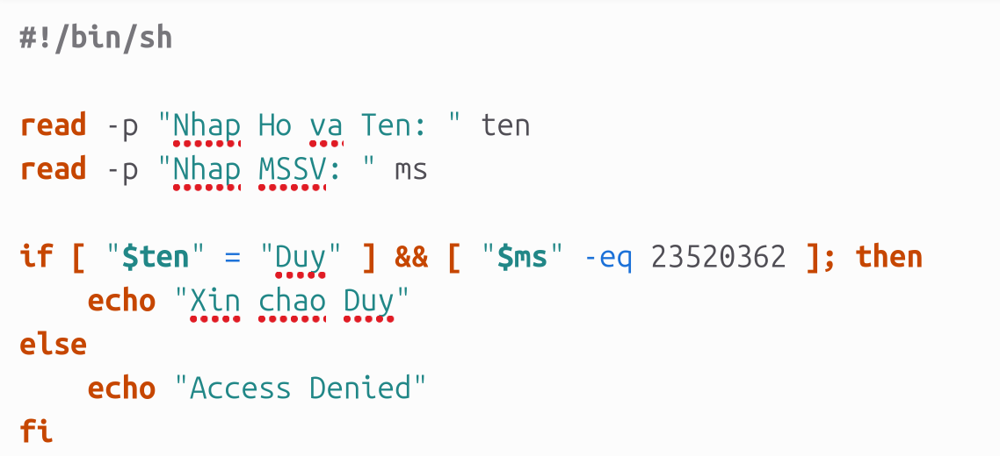 #!/bin/sh
read -p "Nhap Ho va Ten: " ten
read -p "Nhap MSSV: " ms
if [ "$ten" = "Duy" ] && [ "$ms" -eq 23520362 ]; then
    echo "Xin chao Duy"
else
    echo "Access Denied"
fi